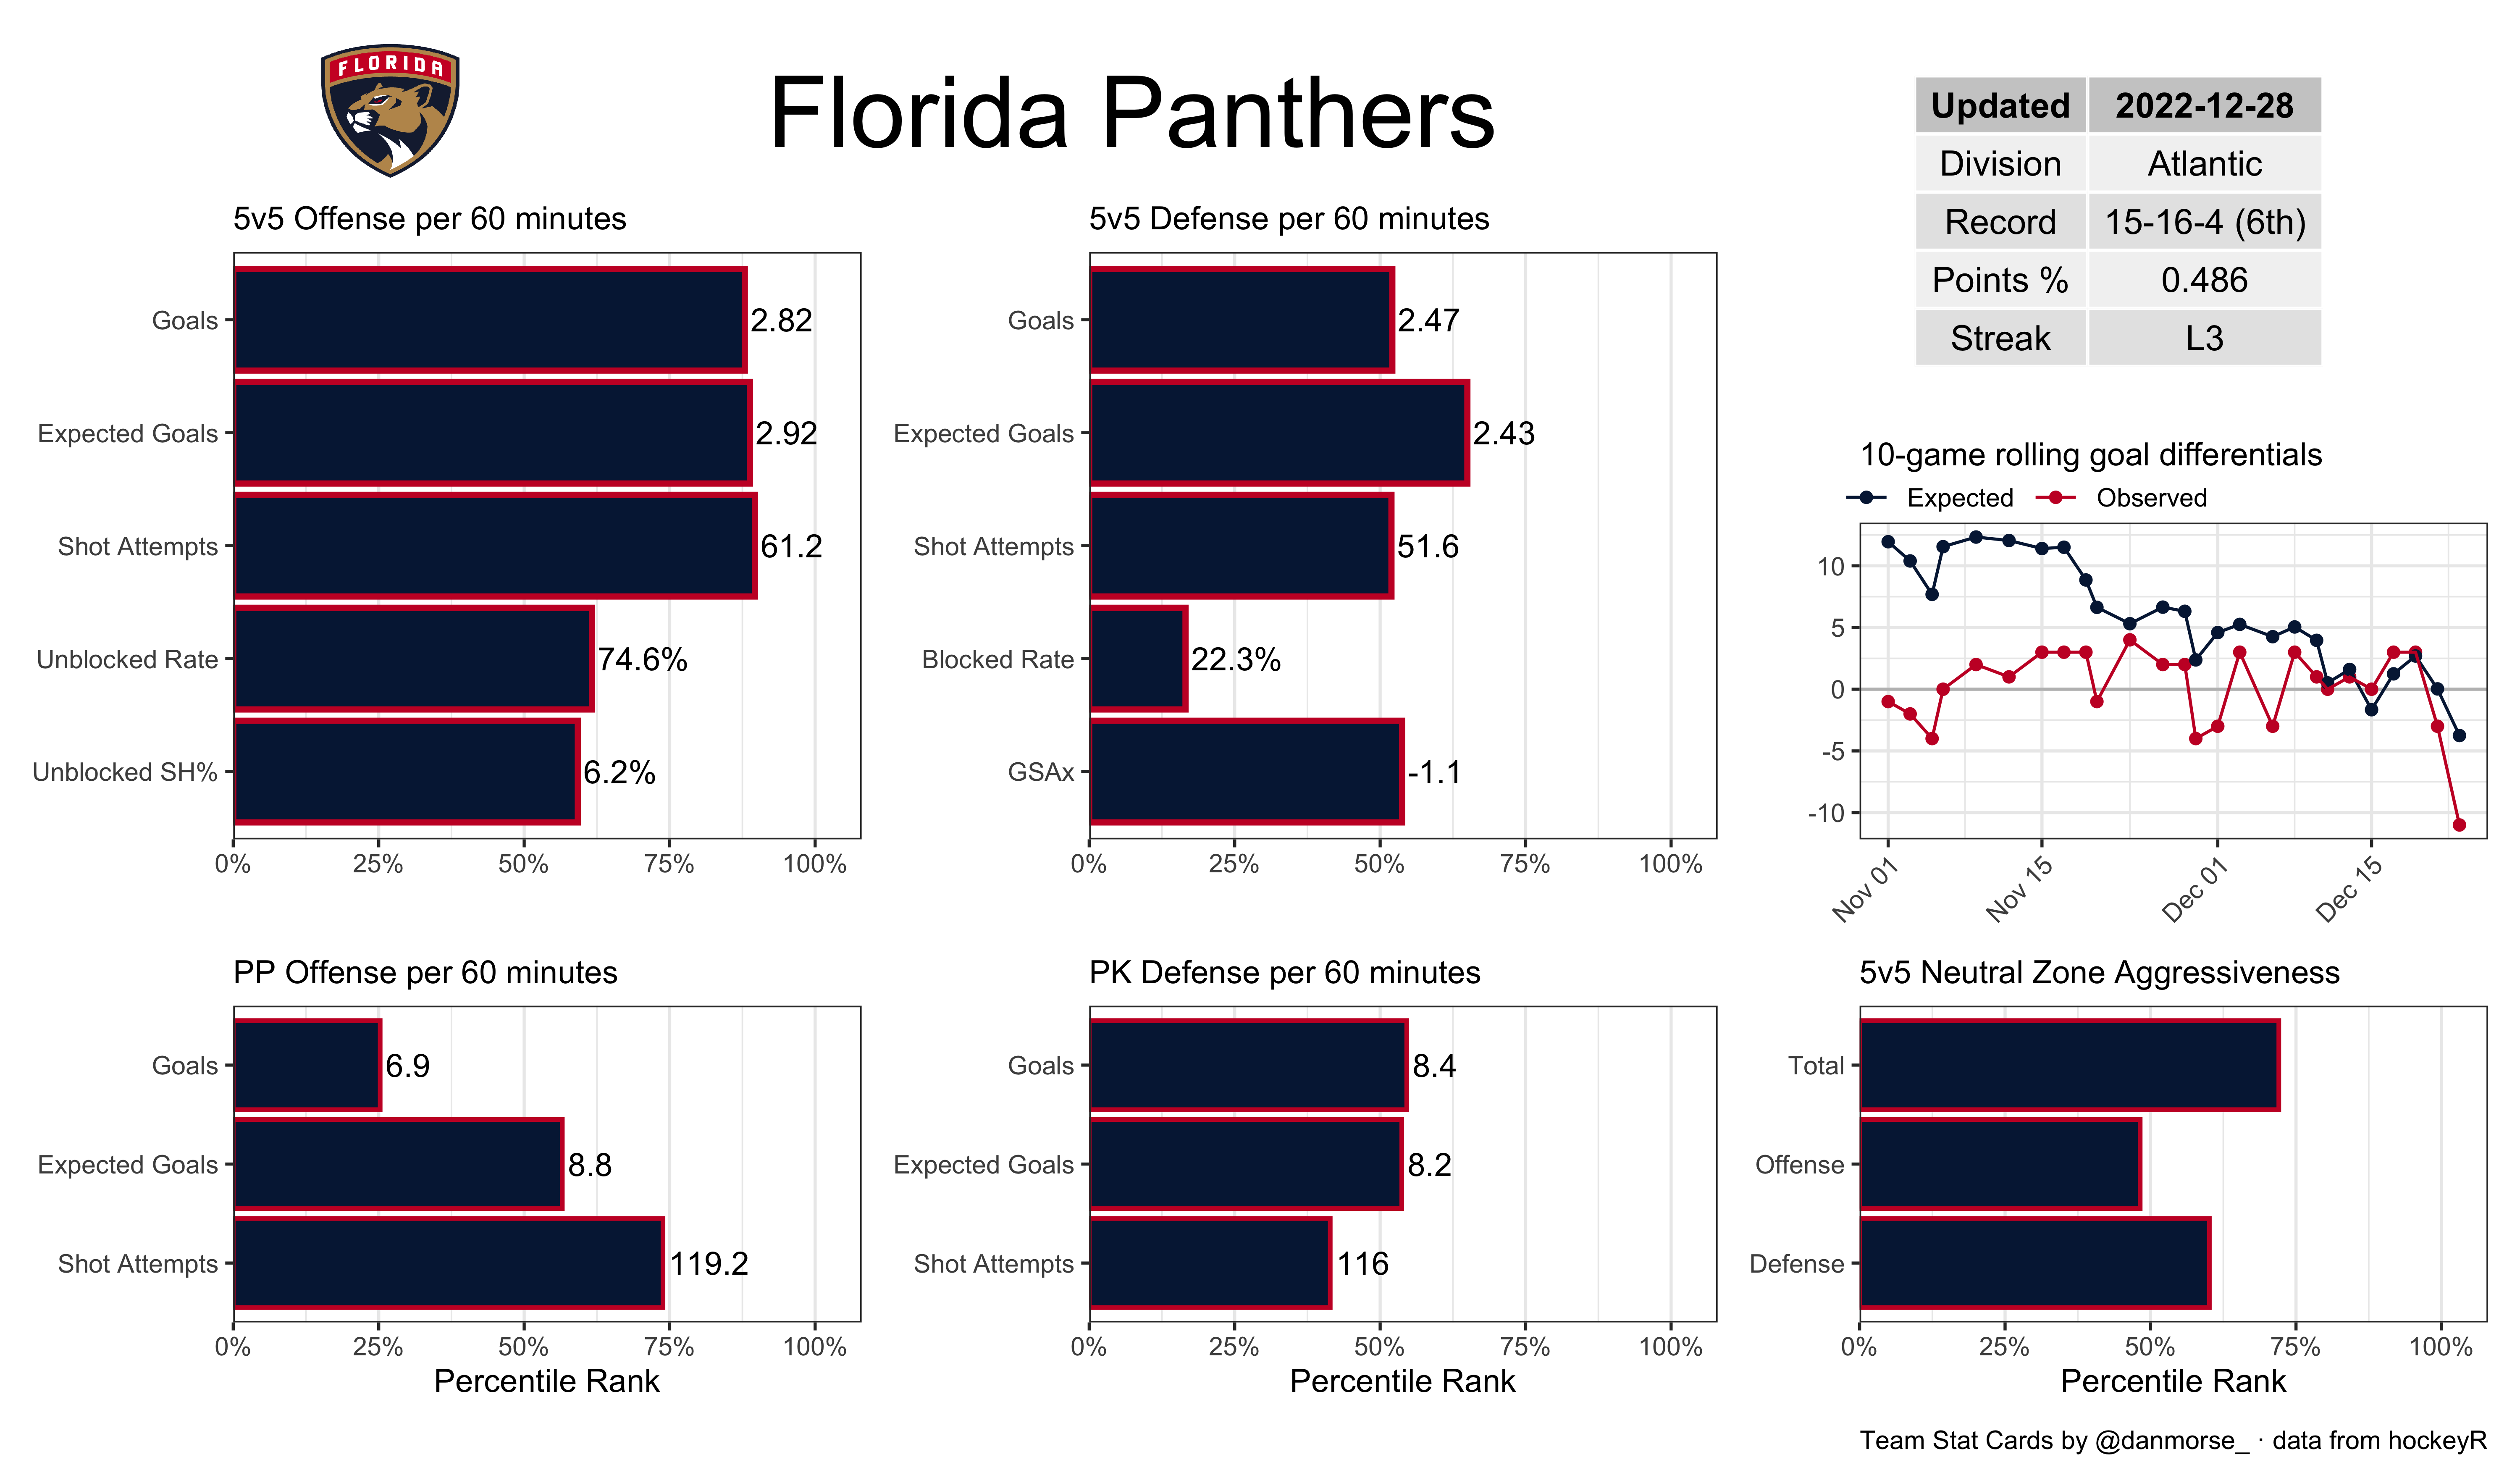 FLORIDA
Florida Panthers
Updated 2022-12-28
Division Atlantic
Record 15-16-4 (6th)
Points % 0.486
Streak L3
5v5 Offense per 60 minutes
Goals 2.82
Expected Goals 2.92
Shot Attempts 61.2
Unblocked Rate 74.6%
Unblocked SH% 6.2%
0% 25% 50% 75% 100%
5v5 Defense per 60 minutes
Goals 2.47
Expected Goals 2.43
Shot Attempts 51.6
Blocked Rate 22.3%
GSAx -1.1
0% 25% 50% 75% 100%
10-game rolling goal differentials
Expected Observed
10
5
0
-5
-10
Nov 01 Nov 15 Dec 01 Dec 15
PP Offense per 60 minutes
Goals 6.9
Expected Goals 8.8
Shot Attempts 119.2
0% 25% 50% 75% 100%
Percentile Rank
PK Defense per 60 minutes
Goals 8.4
Expected Goals 8.2
Shot Attempts 116
0% 25% 50% 75% 100%
Percentile Rank
5v5 Neutral Zone Aggressiveness
Total
Offense
Defense
0% 25% 50% 75% 100%
Percentile Rank
Team Stat Cards by @danmorse_ · data from hockeyR